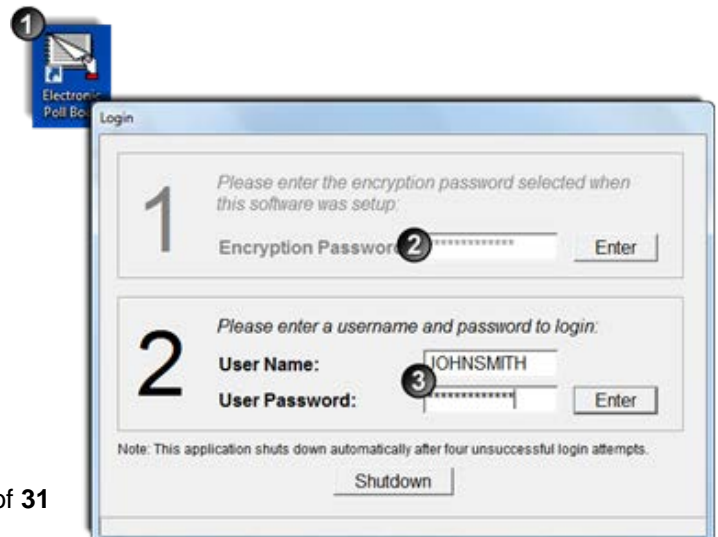 1
Electronic
Poll Bo
Login
1
Please enter the encryption password selected when
this software was setup:
Encryption Passwor 2 ************ Enter
2
Please enter a username and password to login:
User Name: JOHNSMITH
3
User Password: ************ Enter
Note: This application shuts down automatically after four unsuccessful login attempts.
Shutdown
of 31